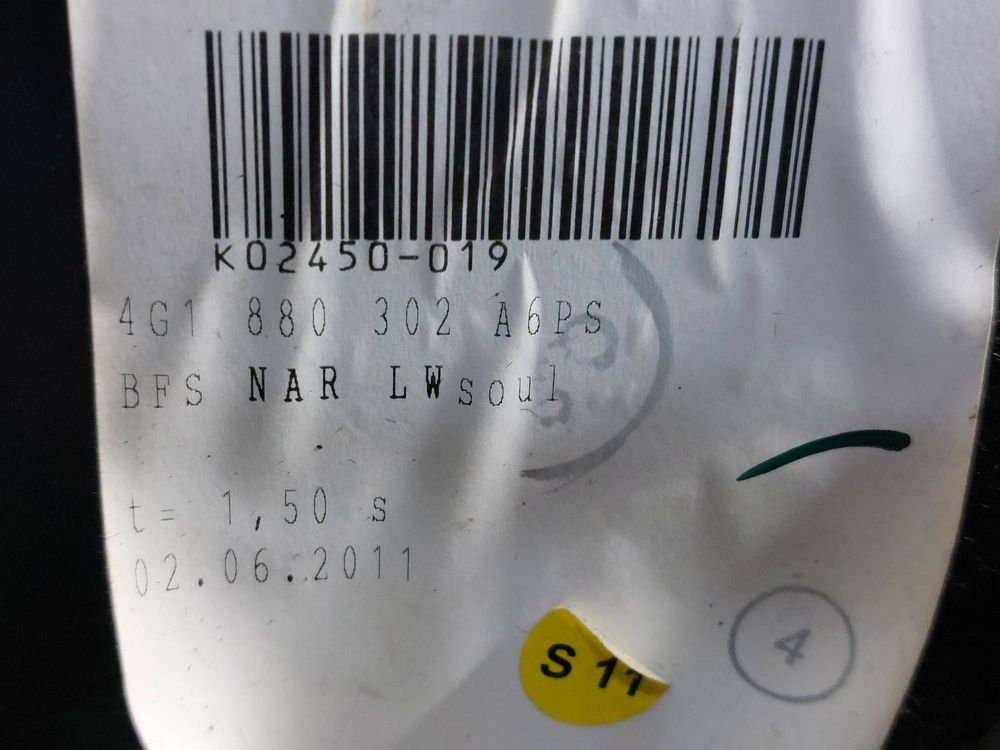 K02450-019
4G1 880 302 A6PS
BFS NAR LWsoul
t= 1,50 s
02.06.2011
S 11
4